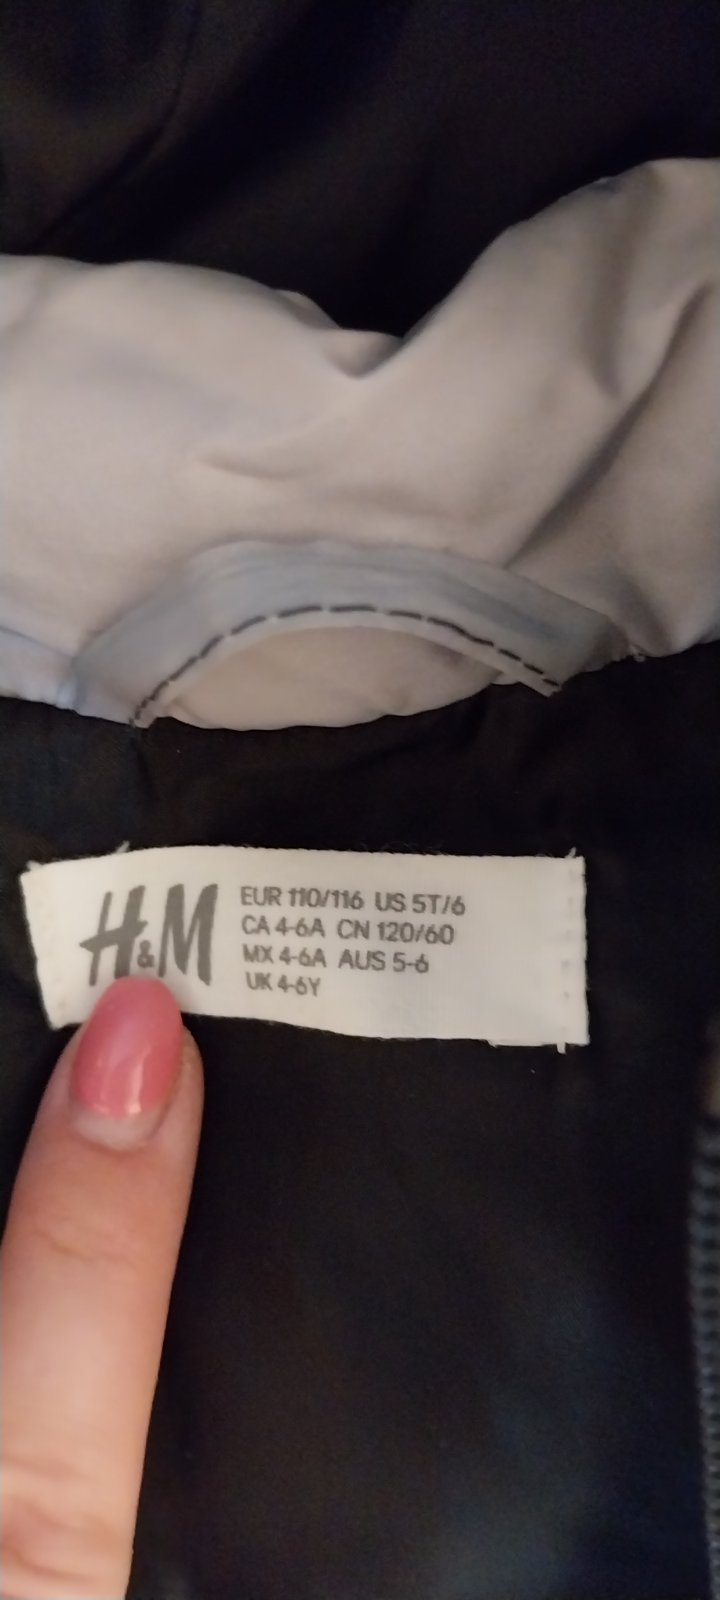 H&M
EUR 110/116 US 5T/6
CA 4-6A CN 120/60
MX 4-6A AUS 5-6
UK 4-6Y